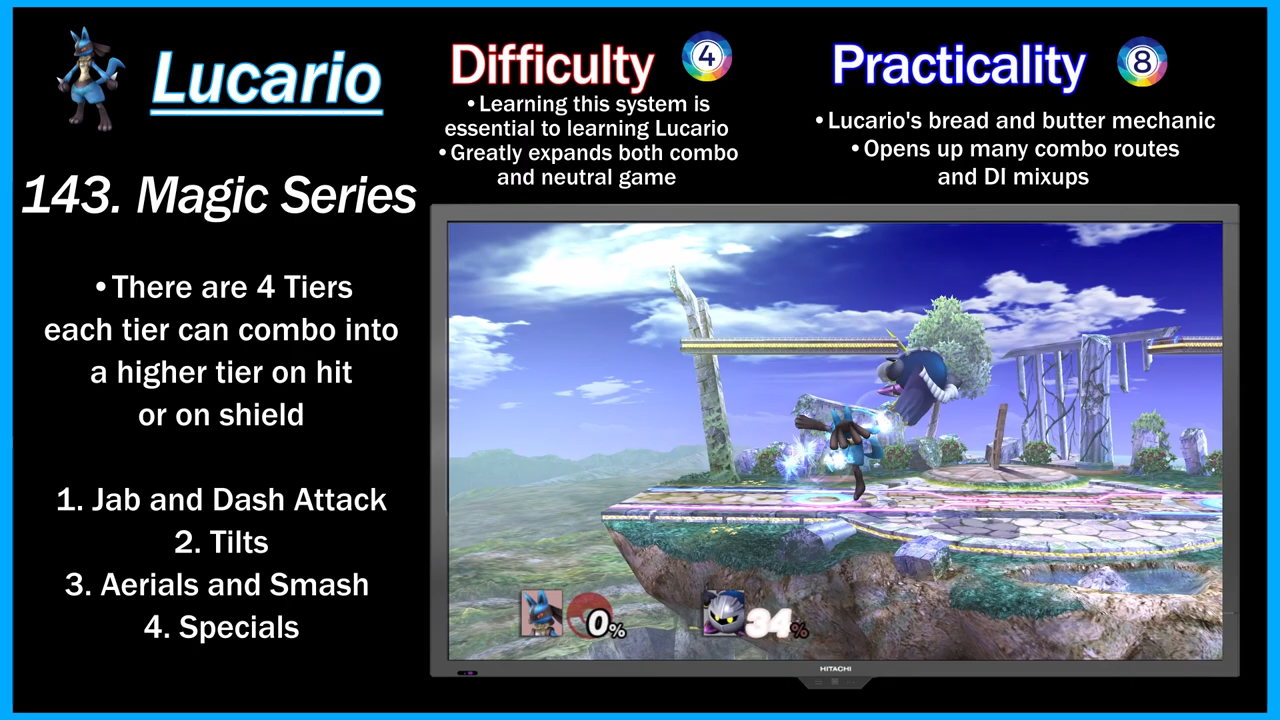 Lucario
143. Magic Series
•There are 4 Tiers
each tier can combo into
a higher tier on hit
or on shield
1. Jab and Dash Attack
2. Tilts
3. Aerials and Smash
4. Specials
Difficulty 4
•Learning this system is
essential to learning Lucario
•Greatly expands both combo
and neutral game
Practicality 8
•Lucario's bread and butter mechanic
•Opens up many combo routes
and DI mixups
0%
34%
HITACHI